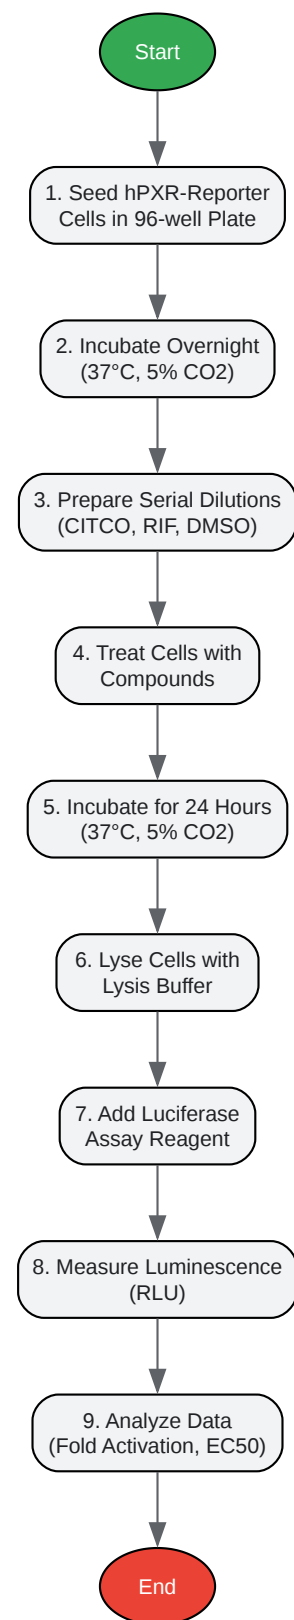 Start
1. Seed hPXR-Reporter
Cells in 96-well Plate
2. Incubate Overnight
(37°C, 5% CO2)
3. Prepare Serial Dilutions
(CITCO, RIF, DMSO)
4. Treat Cells with
Compounds
5. Incubate for 24 Hours
(37°C, 5% CO2)
6. Lyse Cells with
Lysis Buffer
7. Add Luciferase
Assay Reagent
8. Measure Luminescence
(RLU)
9. Analyze Data
(Fold Activation, EC50)
End